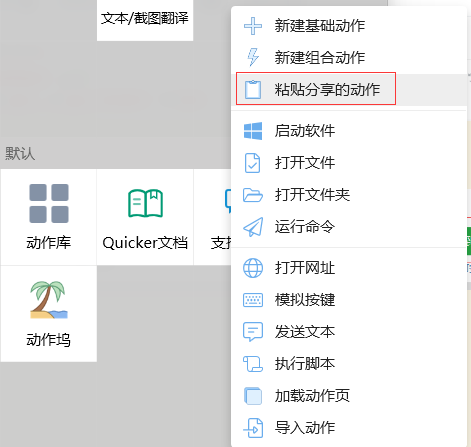 文本/截图翻译
默认
动作库
Quicker文档
动作坞
新建基础动作
新建组合动作
粘贴分享的动作
启动软件
打开文件
打开文件夹
运行命令
打开网址
模拟按键
发送文本
执行脚本
加载动作页
导入动作